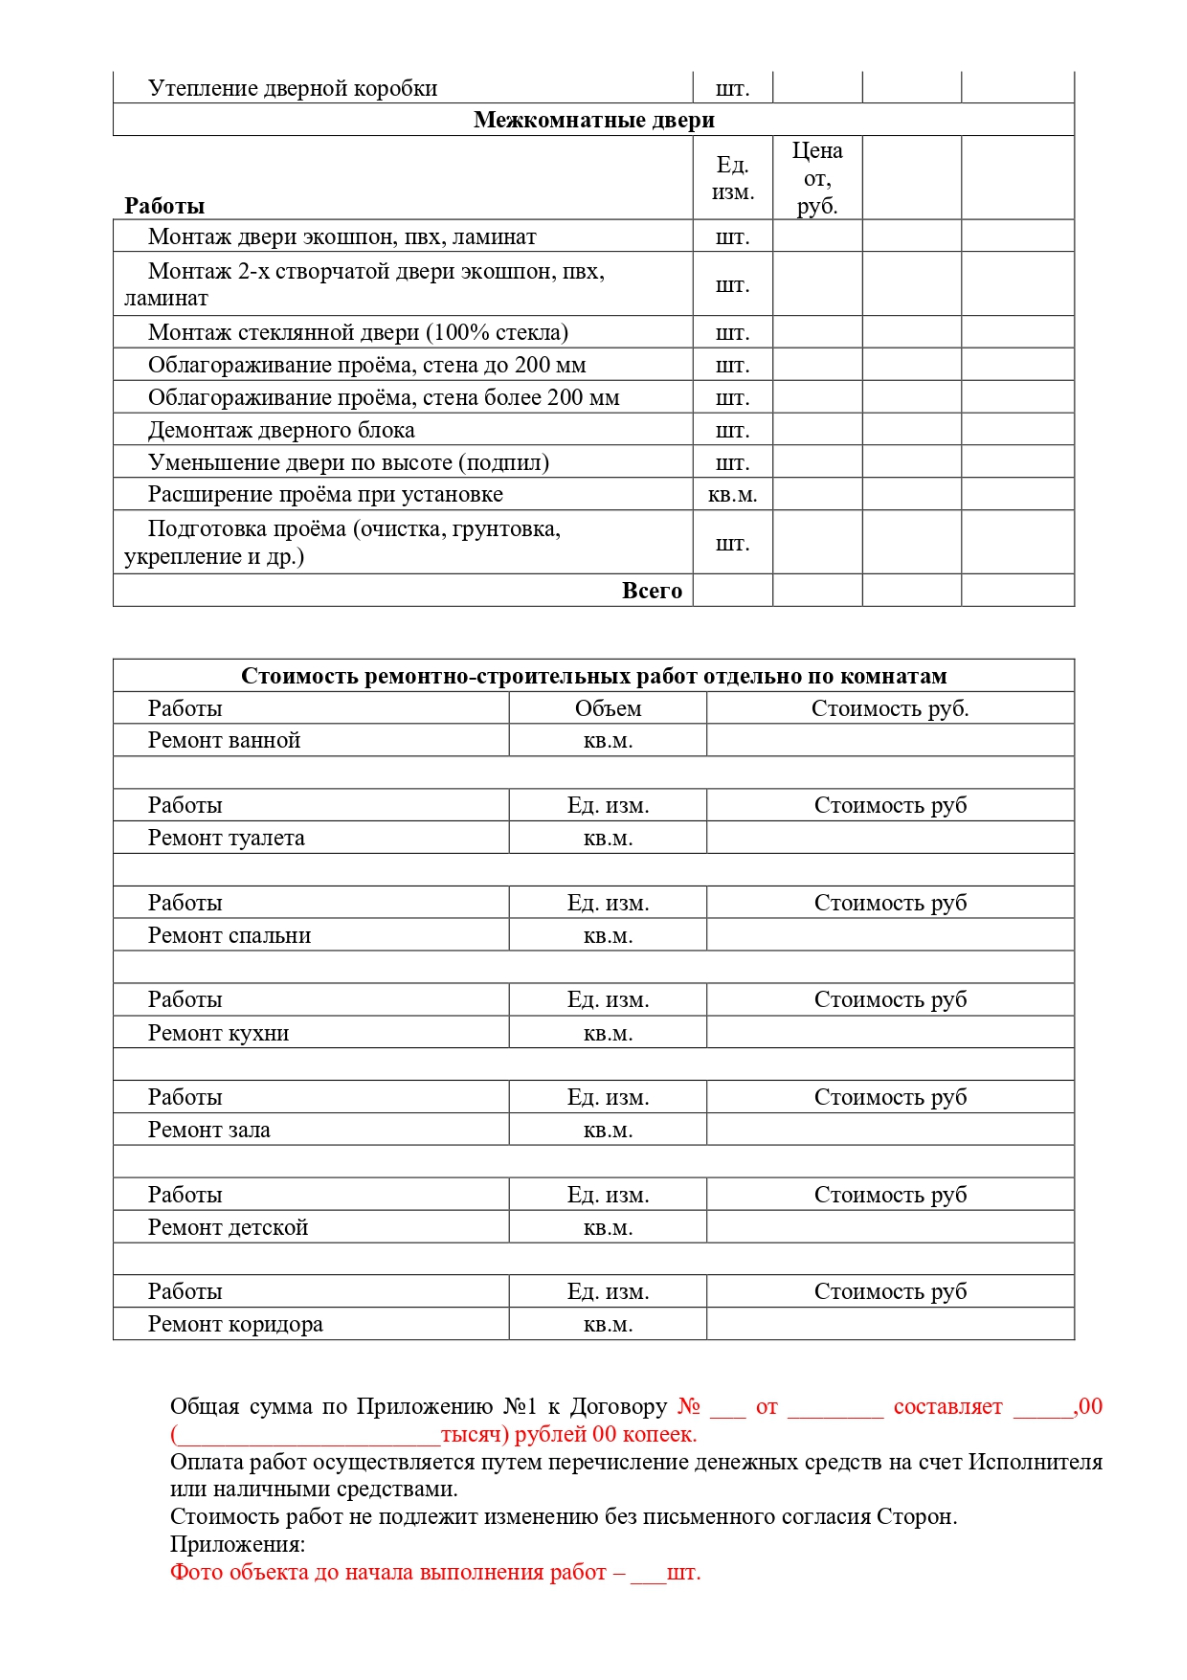 Утепление дверной коробки шт.
Межкомнатные двери
Работы Ед. изм. Цена от, руб.
Монтаж двери экошпон, пвх, ламинат шт.
Монтаж 2-х створчатой двери экошпон, пвх,
ламинат шт.
Монтаж стеклянной двери (100% стекла) шт.
Облагораживание проёма, стена до 200 мм шт.
Облагораживание проёма, стена более 200 мм шт.
Демонтаж дверного блока шт.
Уменьшение двери по высоте (подпил) шт.
Расширение проёма при установке кв.м.
Подготовка проёма (очистка, грунтовка,
укрепление и др.) шт.
Всего
Стоимость ремонтно-строительных работ отдельно по комнатам
Работы Объем Стоимость руб.
Ремонт ванной кв.м.
Работы Ед. изм. Стоимость руб
Ремонт туалета кв.м.
Работы Ед. изм. Стоимость руб
Ремонт спальни кв.м.
Работы Ед. изм. Стоимость руб
Ремонт кухни кв.м.
Работы Ед. изм. Стоимость руб
Ремонт зала кв.м.
Работы Ед. изм. Стоимость руб
Ремонт детской кв.м.
Работы Ед. изм. Стоимость руб
Ремонт коридора кв.м.
Общая сумма по Приложению №1 к Договору № ___ от ________ составляет _____,00
(______________________тысяч) рублей 00 копеек.
Оплата работ осуществляется путем перечисление денежных средств на счет Исполнителя
или наличными средствами.
Стоимость работ не подлежит изменению без письменного согласия Сторон.
Приложения:
Фото объекта до начала выполнения работ – ___шт.